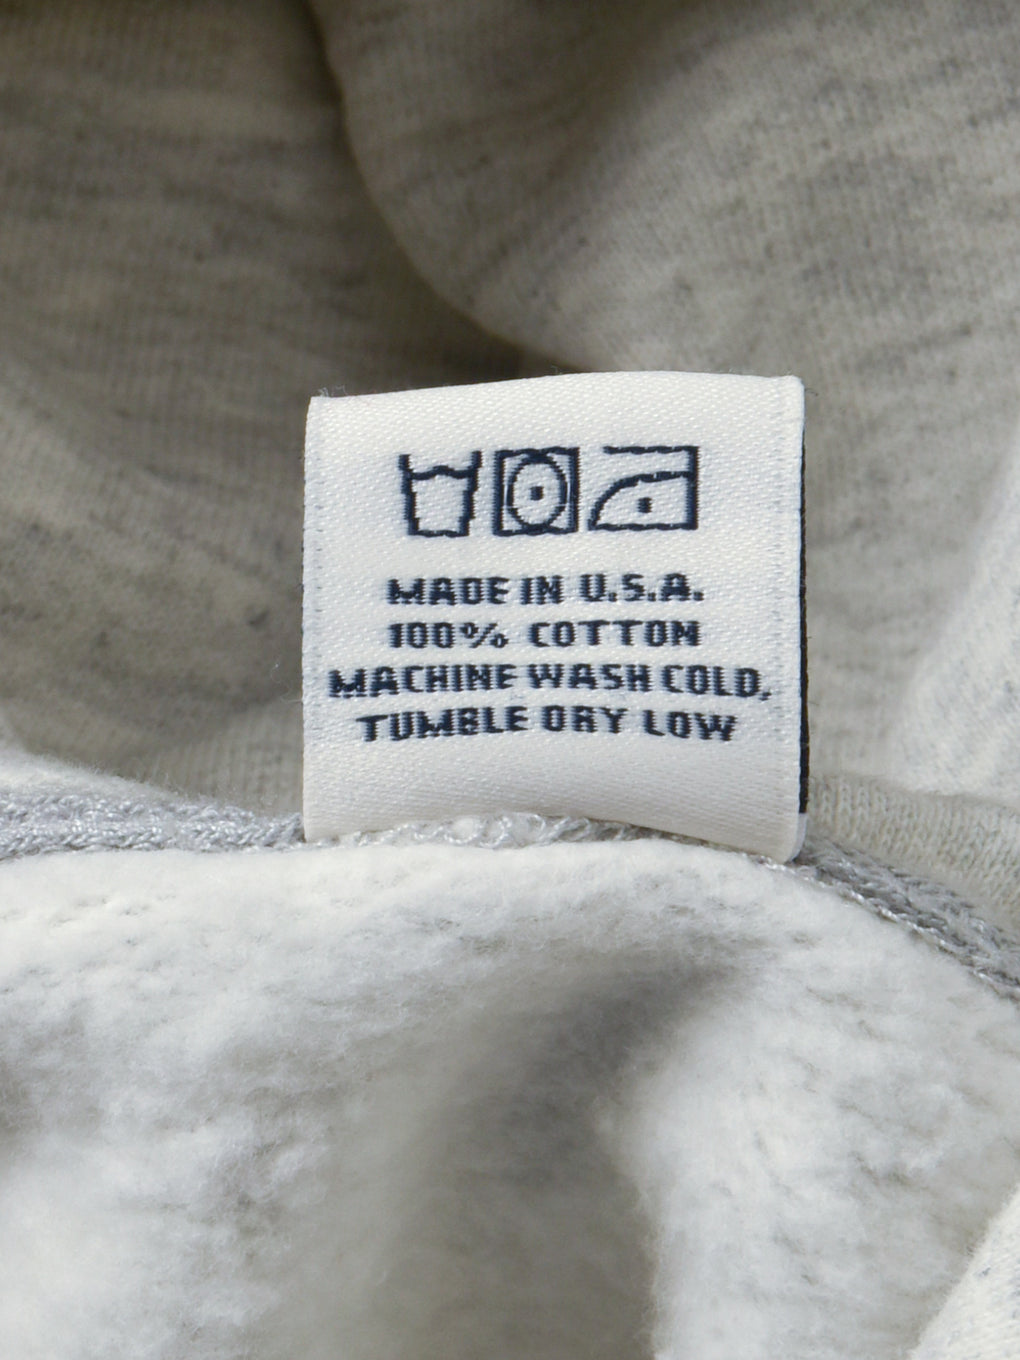 MADE IN U.S.A.
100% COTTON
MACHINE WASH COLD,
TUMBLE DRY LOW